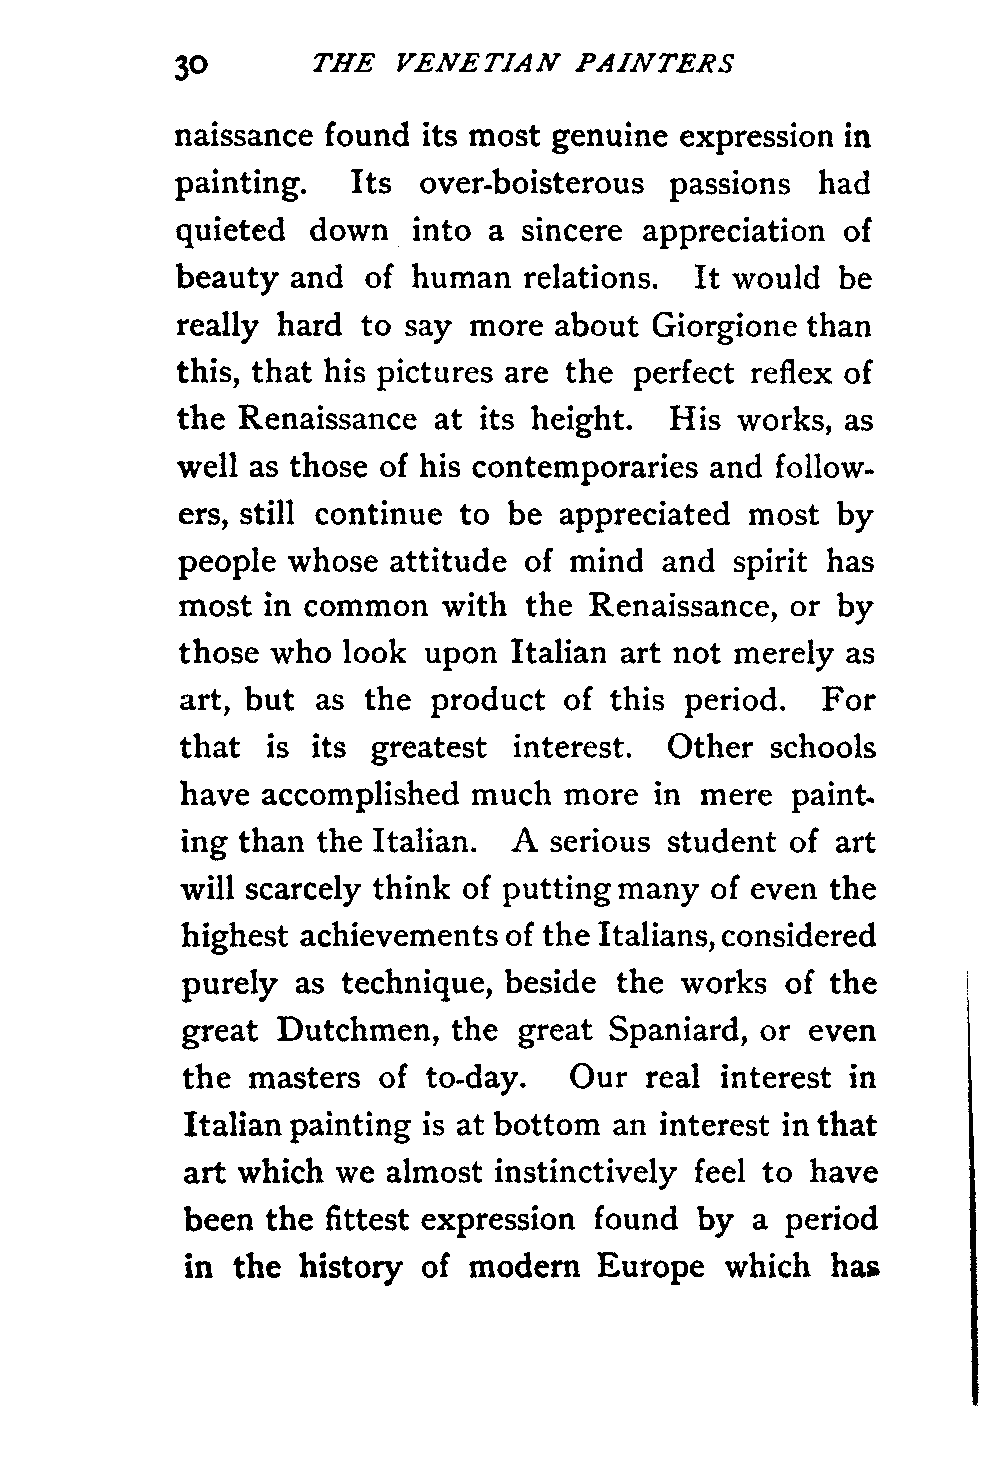 30 THE VENETIAN PAINTERS
naissance found its most genuine expression in
painting. Its over-boisterous passions had
quieted down into a sincere appreciation of
beauty and of human relations. It would be
really hard to say more about Giorgione than
this, that his pictures are the perfect reflex of
the Renaissance at its height. His works, as
well as those of his contemporaries and follow-
ers, still continue to be appreciated most by
people whose attitude of mind and spirit has
most in common with the Renaissance, or by
those who look upon Italian art not merely as
art, but as the product of this period. For
that is its greatest interest. Other schools
have accomplished much more in mere paint-
ing than the Italian. A serious student of art
will scarcely think of putting many of even the
highest achievements of the Italians, considered
purely as technique, beside the works of the
great Dutchmen, the great Spaniard, or even
the masters of to-day. Our real interest in
Italian painting is at bottom an interest in that
art which we almost instinctively feel to have
been the fittest expression found by a period
in the history of modern Europe which has